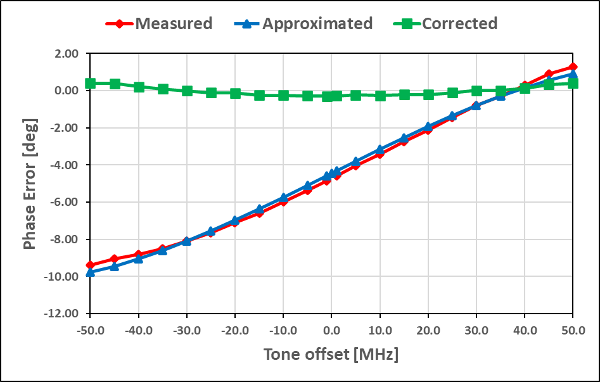 Measured Approximated Corrected
2.00
0.00
-2.00
-4.00
-6.00
-8.00
-10.00
-12.00
-50.0 -40.0 -30.0 -20.0 -10.0 0.0 10.0 20.0 30.0 40.0 50.0
Phase Error [deg]
Tone offset [MHz]